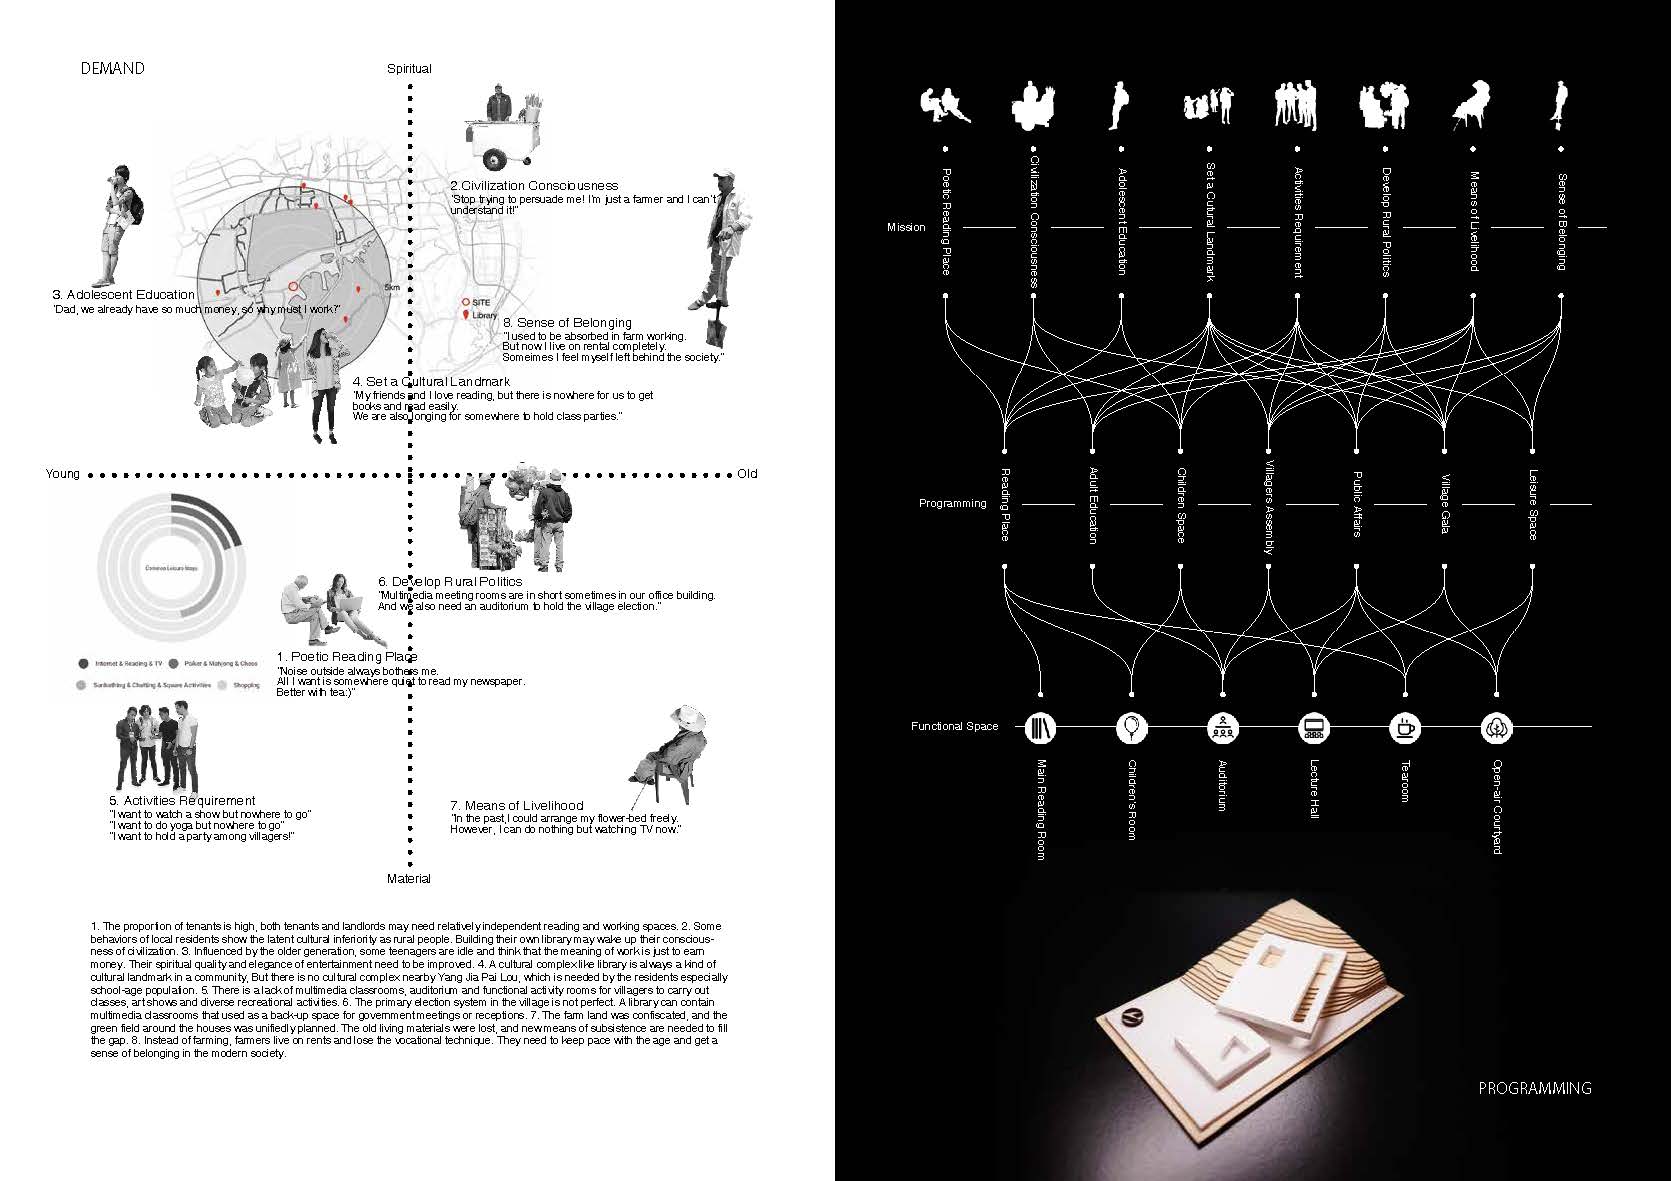 DEMAND
Spiritual
2.Civilization Consciousness
"Stop trying to persuade me! I'm just a farmer and I can't
understand it!"
5km
SITE
Library
3. Adolescent Education
"Dad, we already have so much money, so why must I work?"
8. Sense of Belonging
"I used to be absorbed in farm working.
But now I live on rental completely.
Someimes I feel myself left behind the society."
4. Set a Cultural Landmark
"My friends and I love reading, but there is nowhere for us to get
books and read easily.
We are also longing for somewhere to hold class parties."
Young
Old
Common Leisure Ways
Internet & Reading & TV
Poker & Mahjong & Chess
Sunbathing & Chatting & Square Activities
Shopping
6. Develop Rural Politics
"Multimedia meeting rooms are in short sometimes in our office building.
And we also need an auditorium to hold the village election."
1. Poetic Reading Place
"Noise outside always bothers me.
All I want is somewhere quiet to read my newspaper.
Better with tea:)"
5. Activities Requirement
"I want to watch a show but nowhere to go"
"I want to do yoga but nowhere to go"
"I want to hold a party among villagers!"
7. Means of Livelihood
"In the past,I could arrange my flower-bed freely.
However, I can do nothing but watching TV now."
Material
1. The proportion of tenants is high, both tenants and landlords may need relatively independent reading and working spaces. 2. Some
behaviors of local residents show the latent cultural inferiority as rural people. Building their own library may wake up their conscious-
ness of civilization. 3. Influenced by the older generation, some teenagers are idle and think that the meaning of work is just to earn
money. Their spiritual quality and elegance of entertainment need to be improved. 4. A cultural complex like library is always a kind of
cultural landmark in a community, But there is no cultural complex nearby Yang Jia Pai Lou, which is needed by the residents especially
school-age population. 5. There is a lack of multimedia classrooms, auditorium and functional activity rooms for villagers to carry out
classes, art shows and diverse recreational activities. 6. The primary election system in the village is not perfect. A library can contain
multimedia classrooms that used as a back-up space for government meetings or receptions. 7. The farm land was confiscated, and the
green field around the houses was unifiedly planned. The old living materials were lost, and new means of subsistence are needed to fill
the gap. 8. Instead of farming, farmers live on rents and lose the vocational technique. They need to keep pace with the age and get a
sense of belonging in the modern society.
Mission
Poetic Reading Place
Civilization Consciousness
Adolescent Education
Set a Cultural Landmark
Activities Requirement
Develop Rural Politics
Means of Livelihood
Sense of Belonging
Programming
Reading Place
Adult Education
Children Space
Villagers Assembly
Public Affairs
Village Gala
Leisure Space
Functional Space
Main Reading Room
Children's Room
Auditorium
Lecture Hall
Tearoom
Open-air Courtyard
PROGRAMMING